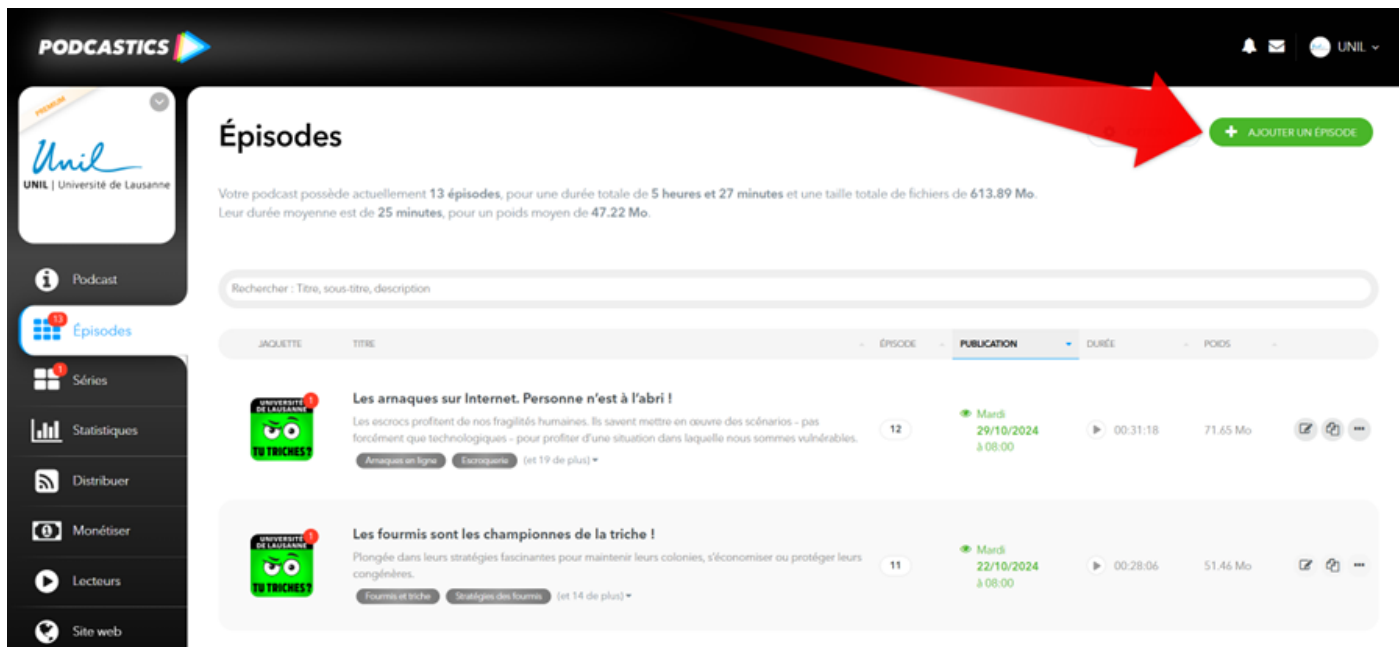 PODCASTICS
UNIL
PREMIUM
Unil
UNIL | Université de Lausanne
Podcast
13
Épisodes
1
Séries
Statistiques
Distribuer
Monétiser
Lecteurs
Site web
Épisodes
+ AJOUTER UN ÉPISODE
Votre podcast possède actuellement 13 épisodes, pour une durée totale de 5 heures et 27 minutes et une taille totale de fichiers de 613.89 Mo.
Leur durée moyenne est de 25 minutes, pour un poids moyen de 47.22 Mo.
Rechercher : Titre, sous-titre, description
JAQUETTE TITRE ÉPISODE PUBLICATION DURÉE POIDS
UNIVERSITÉ 1
DE LAUSANNE
TU TRICHES?
Les arnaques sur Internet. Personne n'est à l'abri !
Les escrocs profitent de nos fragilités humaines. Ils savent mettre en œuvre des scénarios – pas
forcément que technologiques – pour profiter d'une situation dans laquelle nous sommes vulnérables.
Arnaques en ligne Escroquerie (et 19 de plus)
12
Mardi
29/10/2024
à 08:00
00:31:18
71.65 Mo
UNIVERSITÉ 1
DE LAUSANNE
TU TRICHES?
Les fourmis sont les championnes de la triche !
Plongée dans leurs stratégies fascinantes pour maintenir leurs colonies, s'économiser ou protéger leurs
congénères.
Fourmis et triche Stratégies des fourmis (et 14 de plus)
11
Mardi
22/10/2024
à 08:00
00:28:06
51.46 Mo